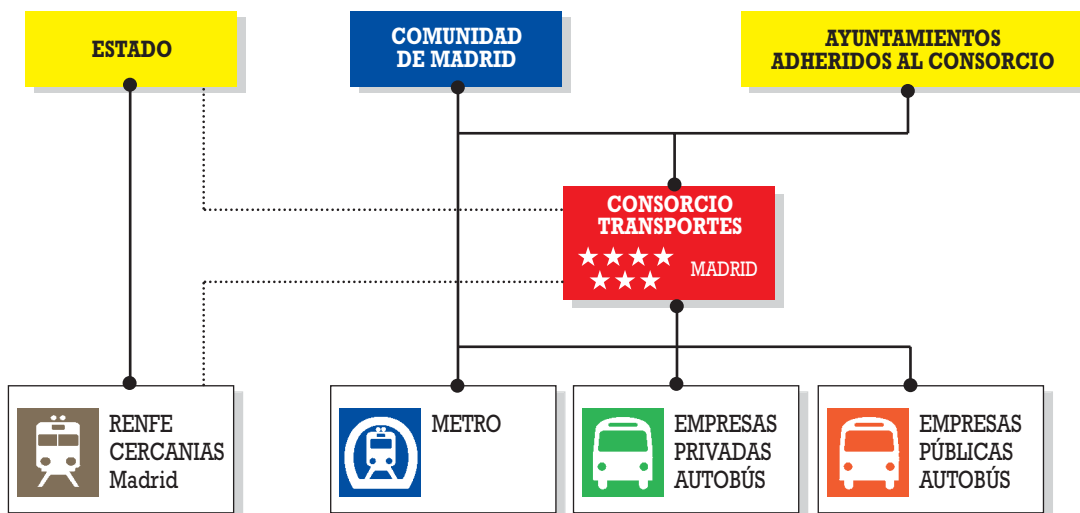 ESTADO
COMUNIDAD
DE MADRID
AYUNTAMIENTOS
ADHERIDOS AL CONSORCIO
CONSORCIO
TRANSPORTES
MADRID
RENFE
CERCANIAS
Madrid
METRO
EMPRESAS
PRIVADAS
AUTOBÚS
EMPRESAS
PÚBLICAS
AUTOBÚS